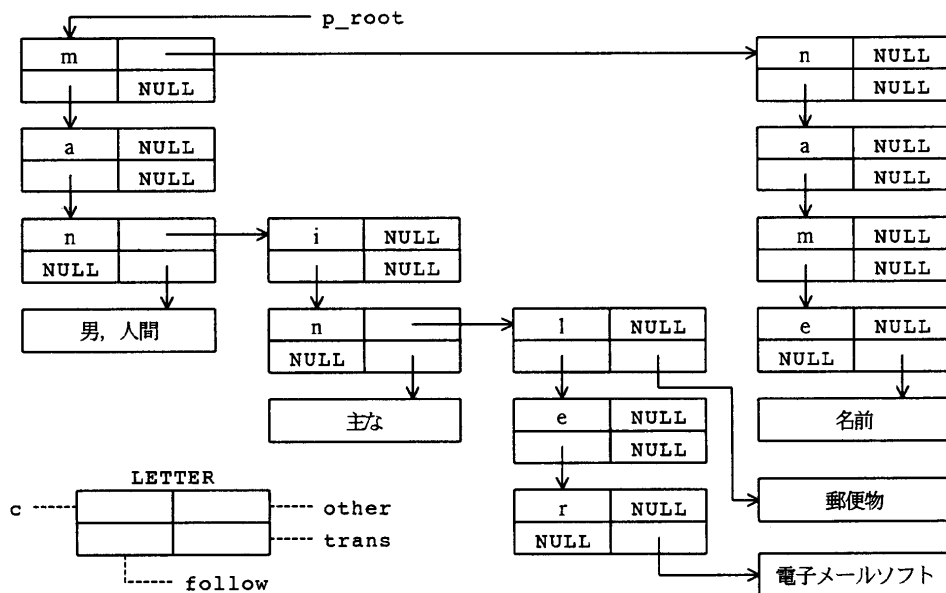 p_root
m
n
NULL
NULL
a
NULL
a
NULL
NULL
NULL
n
i
NULL
m
NULL
NULL
NULL
NULL
男,人間
n
l
NULL
e
NULL
NULL
NULL
主な
e
NULL
名前
NULL
LETTER
c
other
r
NULL
郵便物
trans
NULL
follow
電子メールソフト